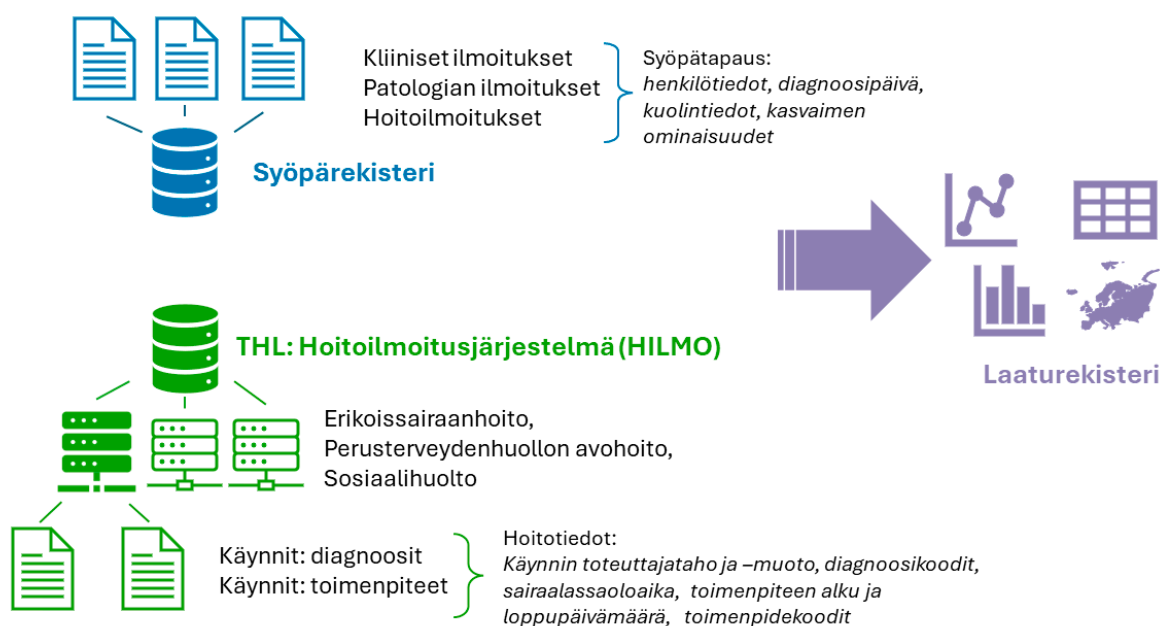 Kliiniset ilmoitukset
Patologian ilmoitukset
Hoitoilmoitukset
Syöpätapaus:
henkilötiedot, diagnoosipäivä,
kuolintiedot, kasvaimen
ominaisuudet
Syöpärekisteri
Laaturekisteri
THL: Hoitoilmoitusjärjestelmä (HILMO)
Erikoissairaanhoito,
Perusterveydenhuollon avohoito,
Sosiaalihuolto
Käynnit: diagnoosit
Käynnit: toimenpiteet
Hoitotiedot:
Käynnin toteuttajataho ja –muoto, diagnoosikoodit,
sairaalassaoloaika, toimenpiteen alku ja
loppupäivämäärä, toimenpidekoodit